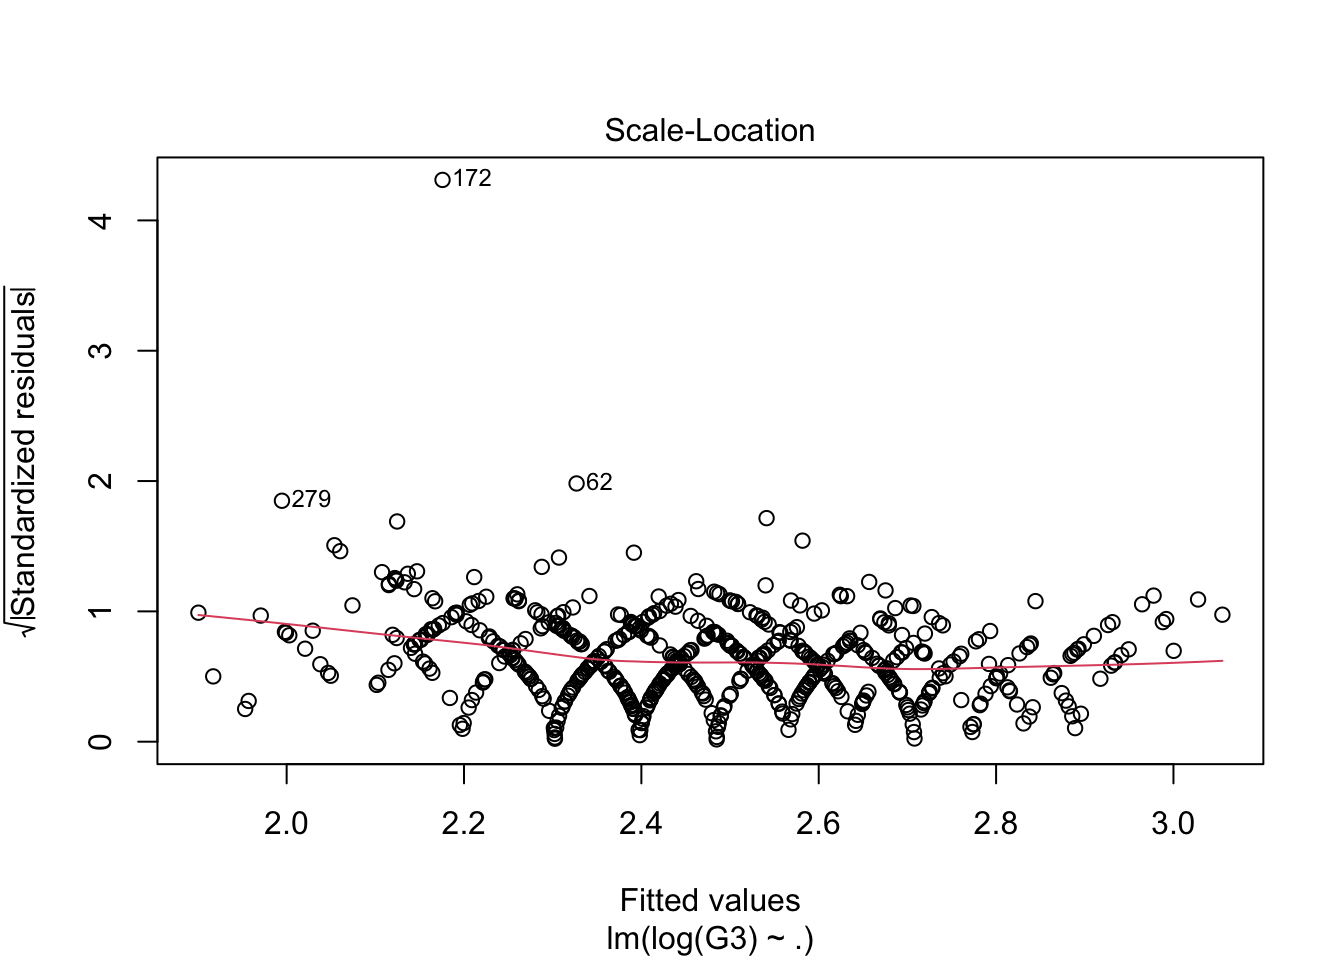 Scale-Location
√|Standardized residuals|
4
3
2
1
0
172
62
279
2.0 2.2 2.4 2.6 2.8 3.0
Fitted values
lm(log(G3) ~ .)